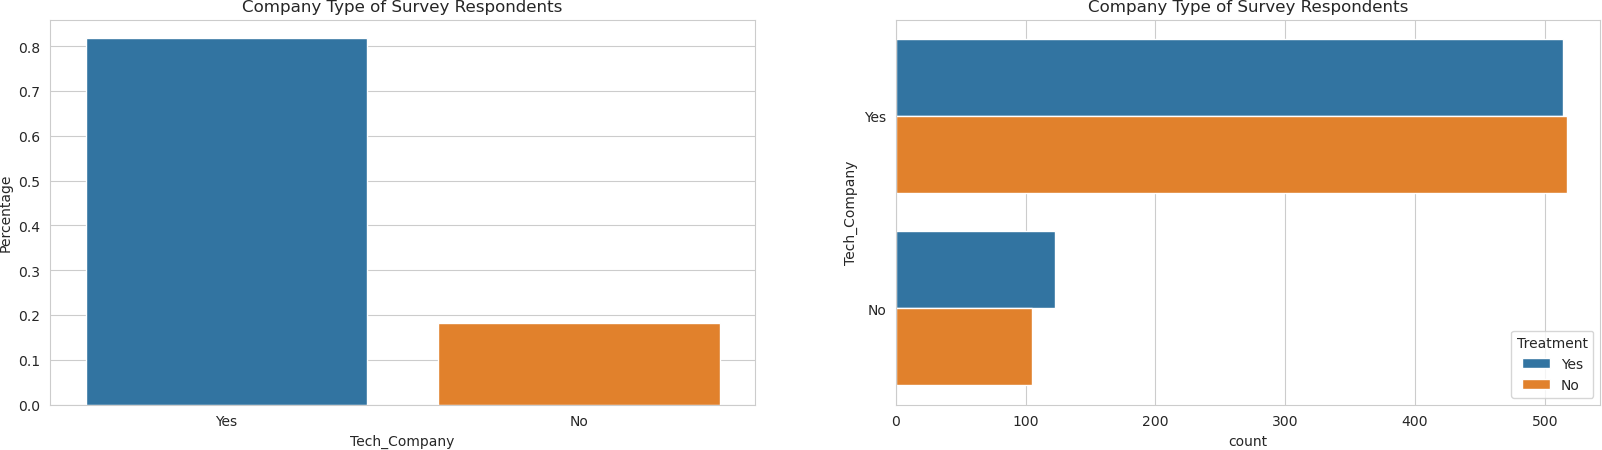 Company Type of Survey Respondents
0.8
0.7
0.6
0.5
0.4
0.3
0.2
0.1
0.0
Percentage
Yes
No
Tech_Company
Company Type of Survey Respondents
Tech_Company
Yes
No
Treatment
Yes
No
0
100
200
300
400
500
count